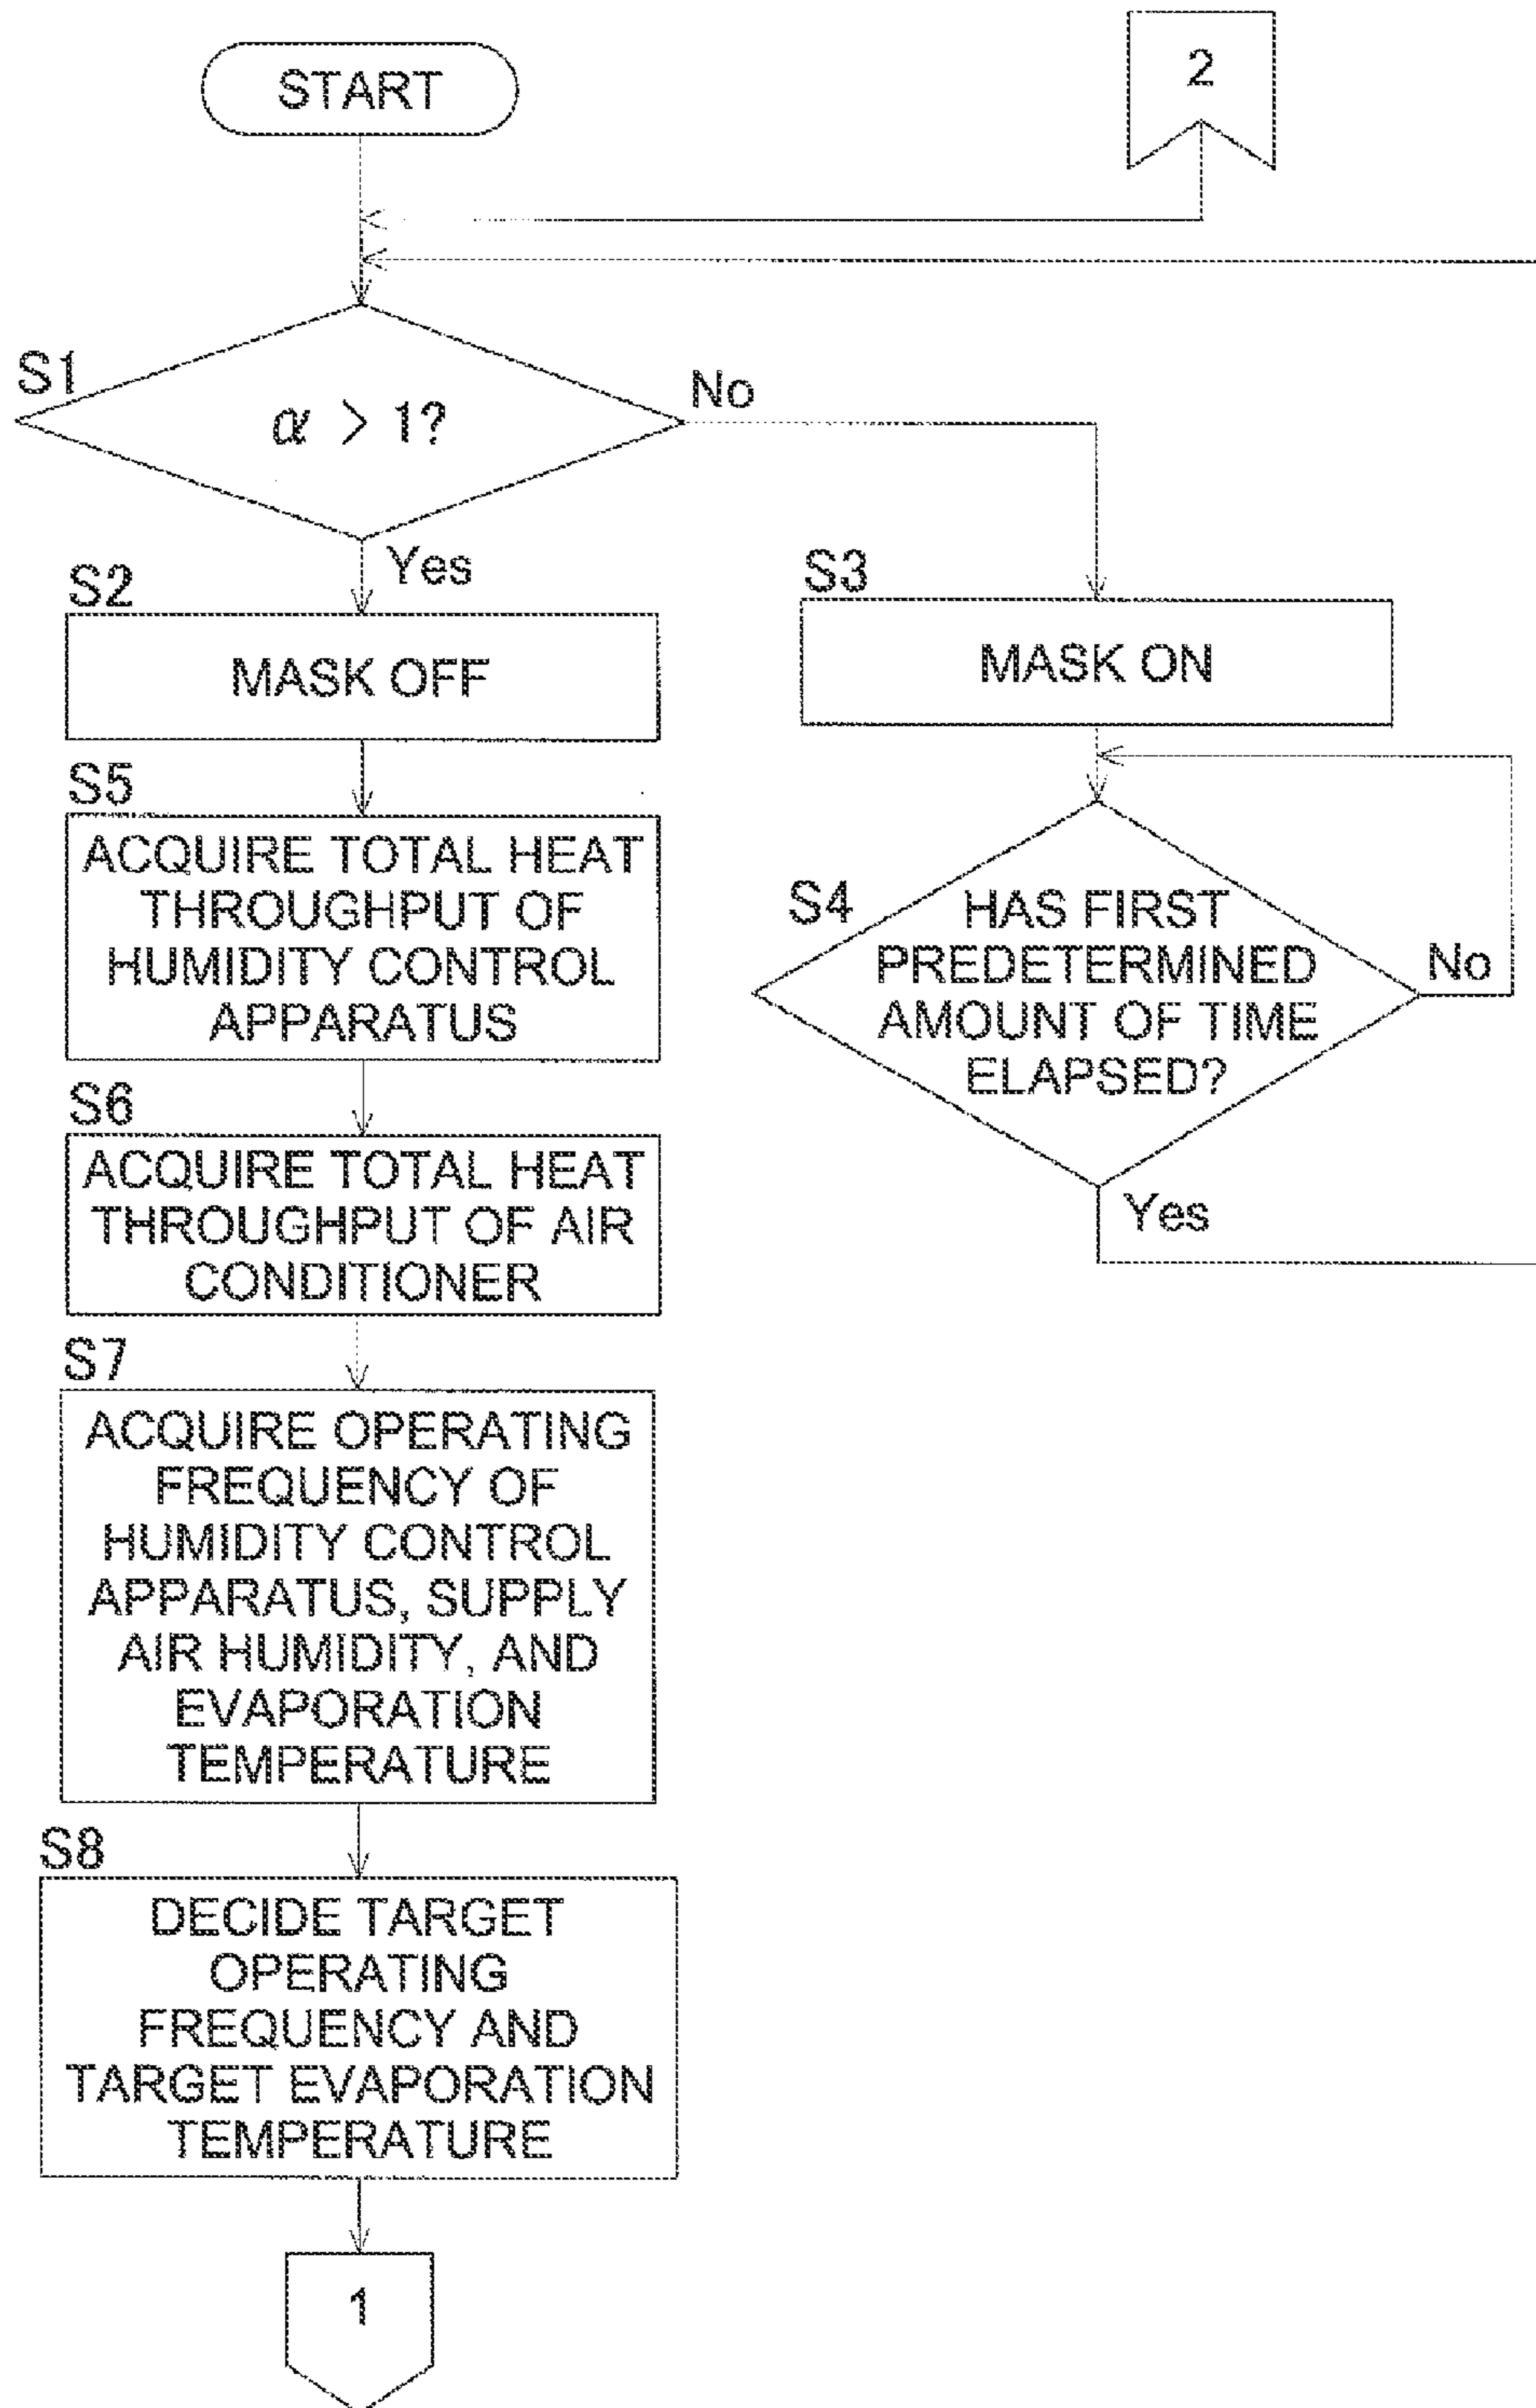 START
2
S1
α > 1?
No
Yes
S2
MASK OFF
S3
MASK ON
S5
ACQUIRE TOTAL HEAT
THROUGHPUT OF
HUMIDITY CONTROL
APPARATUS
S4
HAS FIRST
PREDETERMINED
AMOUNT OF TIME
ELAPSED?
No
Yes
S6
ACQUIRE TOTAL HEAT
THROUGHPUT OF AIR
CONDITIONER
S7
ACQUIRE OPERATING
FREQUENCY OF
HUMIDITY CONTROL
APPARATUS, SUPPLY
AIR HUMIDITY, AND
EVAPORATION
TEMPERATURE
S8
DECIDE TARGET
OPERATING
FREQUENCY AND
TARGET EVAPORATION
TEMPERATURE
1